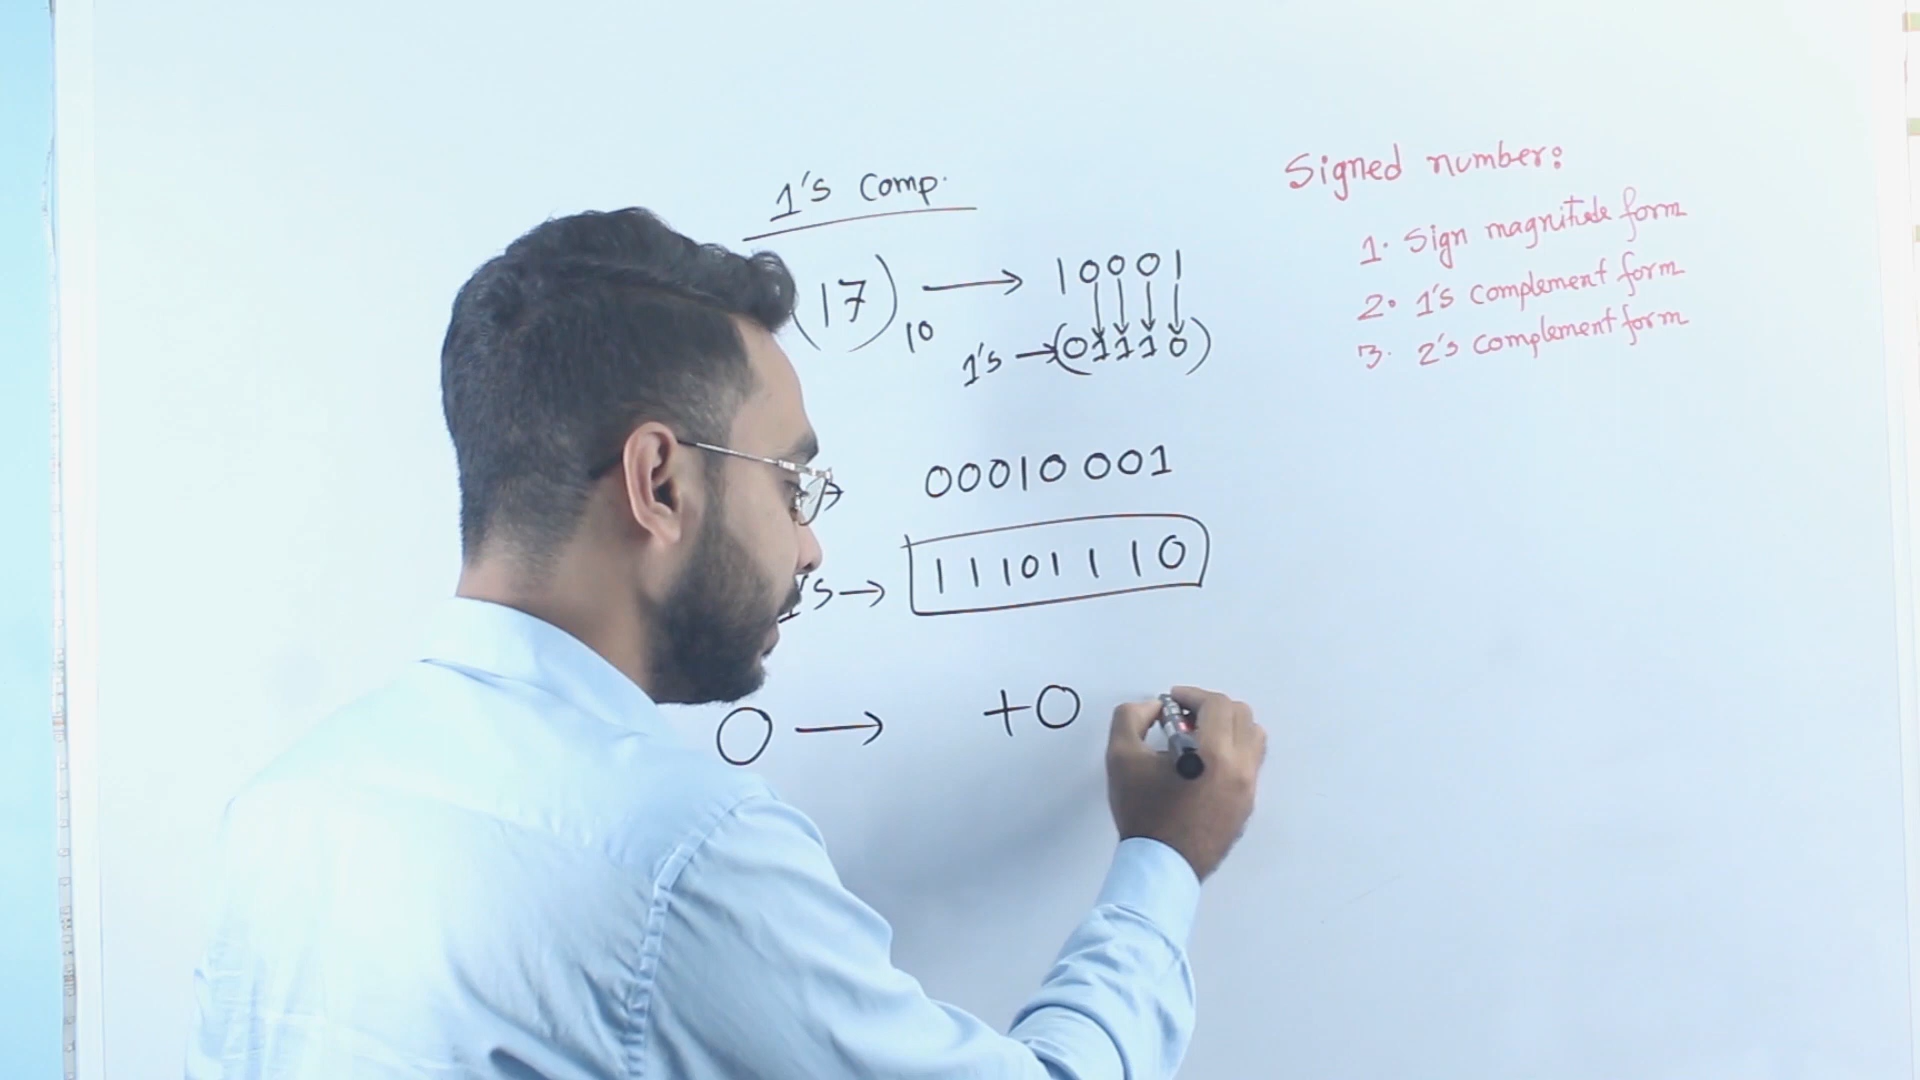 1's Comp.
(17)10 → 10001
1's → (01110)
→ 00010001
1's → 11101110
0 → +0
Signed number:
1. Sign magnitude form
2. 1's complement form
3. 2's complement form